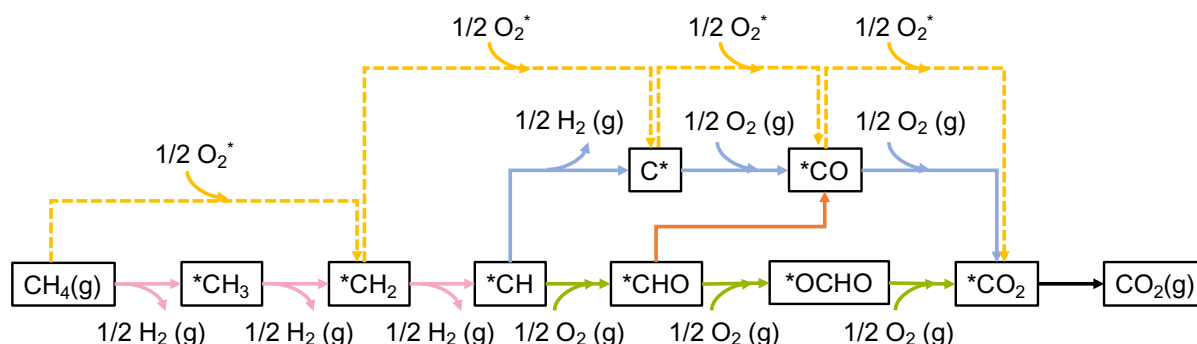 1/2 O₂* 1/2 O₂* 1/2 O₂*
1/2 H₂ (g) 1/2 O₂ (g) 1/2 O₂ (g)
1/2 O₂*
C* *CO
CH₄(g) *CH₃ *CH₂ *CH *CHO *OCHO *CO₂ CO₂(g)
1/2 H₂ (g) 1/2 H₂ (g) 1/2 H₂ (g) 1/2 O₂ (g) 1/2 O₂ (g) 1/2 O₂ (g)